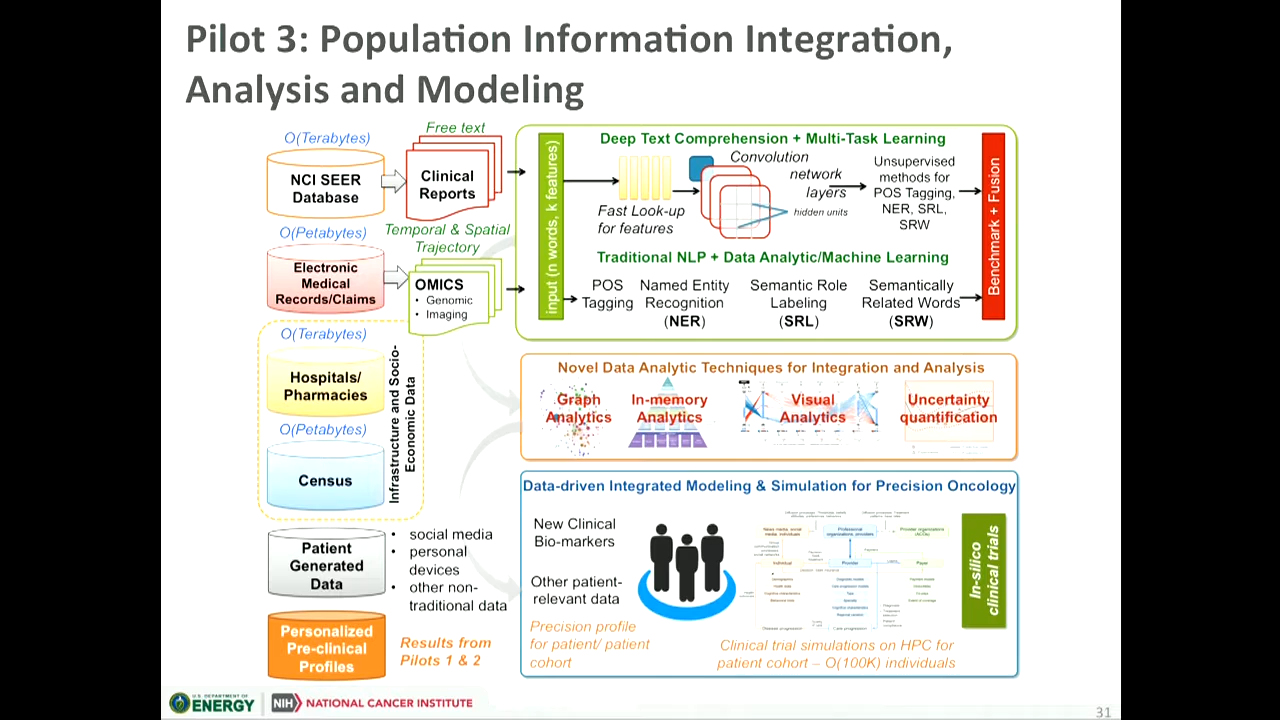 Pilot 3: Population Information Integration,
Analysis and Modeling
O(Terabytes)
NCI SEER
Database
Free text
Clinical
Reports
O(Petabytes)
Electronic
Medical
Records/Claims
Temporal & Spatial
Trajectory
OMICS
• Genomic
• Imaging
O(Terabytes)
Hospitals/
Pharmacies
O(Petabytes)
Census
Infrastructure and Socio-
Economic Data
Patient
Generated
Data
• social media
• personal
devices
• other non-
traditional data
Personalized
Pre-clinical
Profiles
Results from
Pilots 1 & 2
input (n words, k features)
Deep Text Comprehension + Multi-Task Learning
Fast Look-up
for features
Convolution
network
layers
hidden units
Unsupervised
methods for
POS Tagging,
NER, SRL,
SRW
Traditional NLP + Data Analytic/Machine Learning
POS
Tagging
Named Entity
Recognition
(NER)
Semantic Role
Labeling
(SRL)
Semantically
Related Words
(SRW)
Benchmark + Fusion
Novel Data Analytic Techniques for Integration and Analysis
Graph
Analytics
In-memory
Analytics
Visual
Analytics
Uncertainty
quantification
Data-driven Integrated Modeling & Simulation for Precision Oncology
New Clinical
Bio-markers
Other patient-
relevant data
Precision profile
for patient/ patient
cohort
Individual
Provider
Payer
In-silico
clinical trials
Clinical trial simulations on HPC for
patient cohort – O(100K) individuals
U.S. DEPARTMENT OF
ENERGY
NIH
NATIONAL CANCER INSTITUTE
31